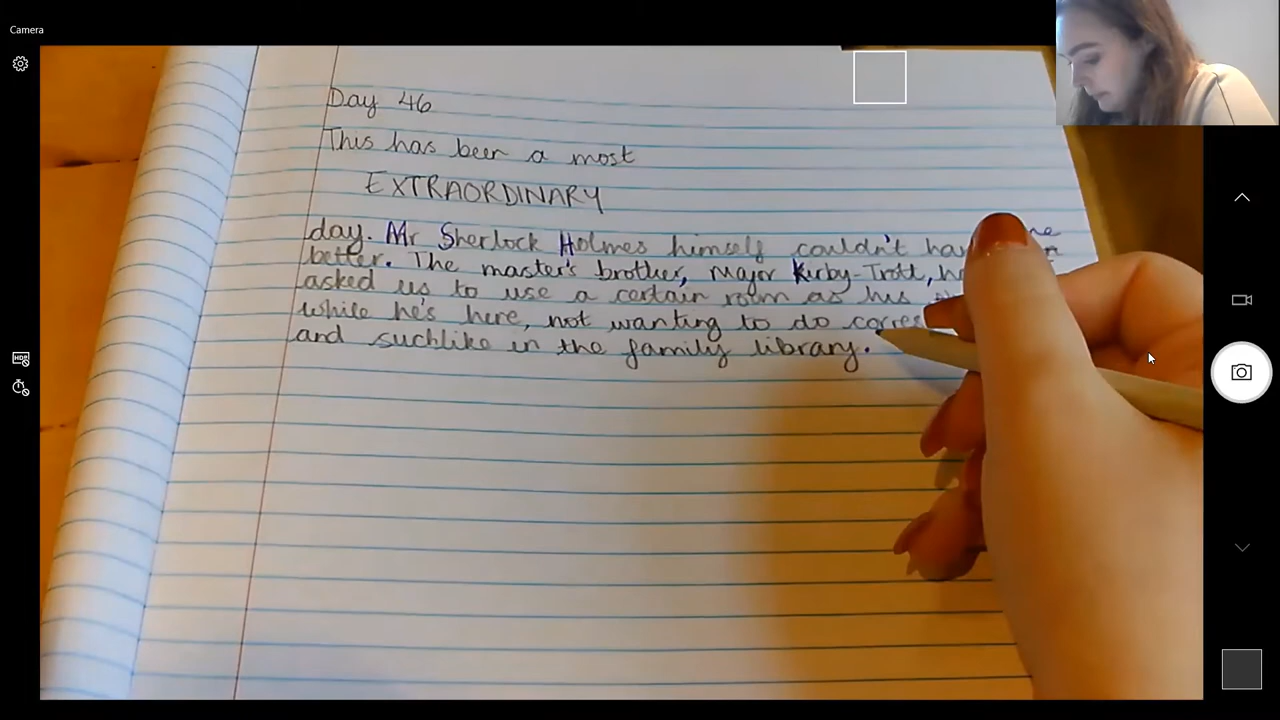 Camera
Day 46
This has been a most
EXTRAORDINARY
day. Mr Sherlock Holmes himself couldn't
better. The master's brother, Major Kirby-Trott,
asked us to use a certain room as his
while he's here, not wanting to do
and suchlike in the family library.